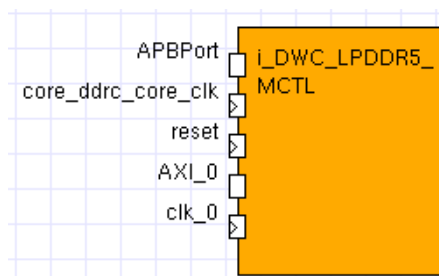 APBPort
i_DWC_LPDDR5_
MCTL
core_ddrc_core_clk
reset
AXI_0
clk_0